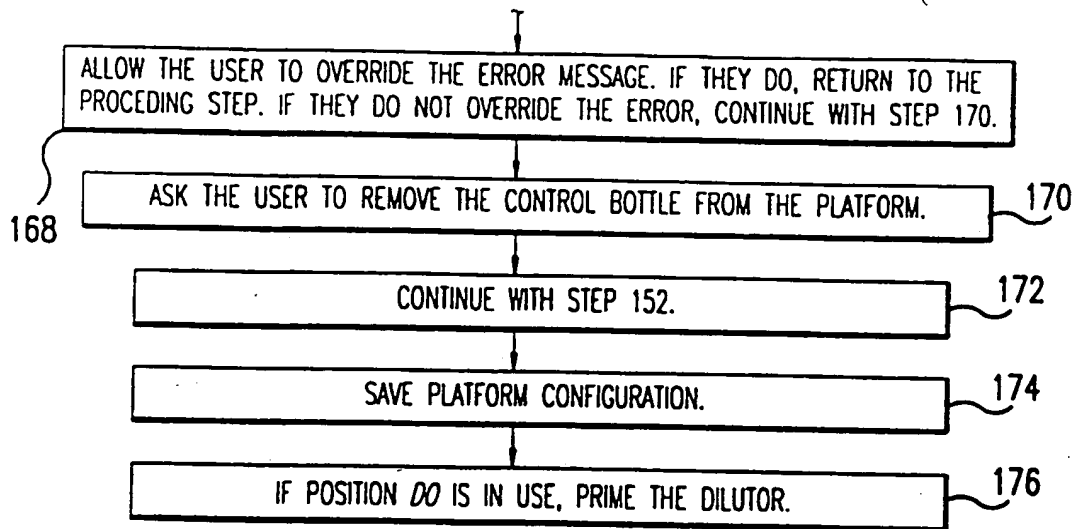 ALLOW THE USER TO OVERRIDE THE ERROR MESSAGE. IF THEY DO, RETURN TO THE
PROCEDING STEP. IF THEY DO NOT OVERRIDE THE ERROR, CONTINUE WITH STEP 170.
168
ASK THE USER TO REMOVE THE CONTROL BOTTLE FROM THE PLATFORM.
170
CONTINUE WITH STEP 152.
172
SAVE PLATFORM CONFIGURATION.
174
IF POSITION DO IS IN USE, PRIME THE DILUTOR.
176